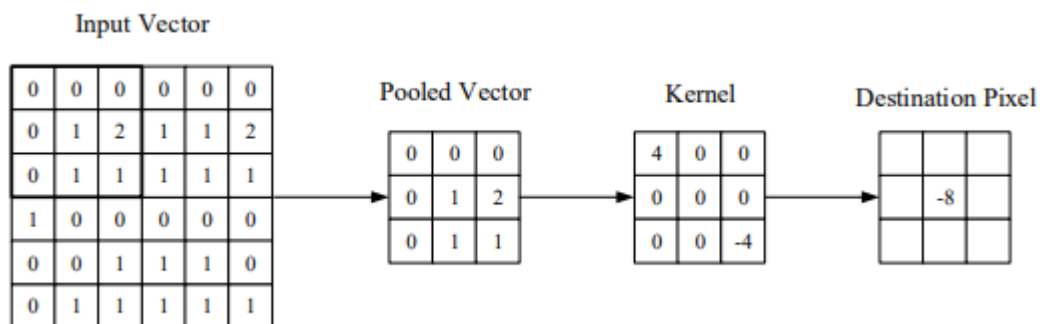 Input Vector
0 0 0 0 0 0
0 1 2 1 1 2
0 1 1 1 1 1
1 0 0 0 0 0
0 0 1 1 1 0
0 1 1 1 1 1
Pooled Vector
0 0 0
0 1 2
0 1 1
Kernel
4 0 0
0 0 0
0 0 -4
Destination Pixel
-8